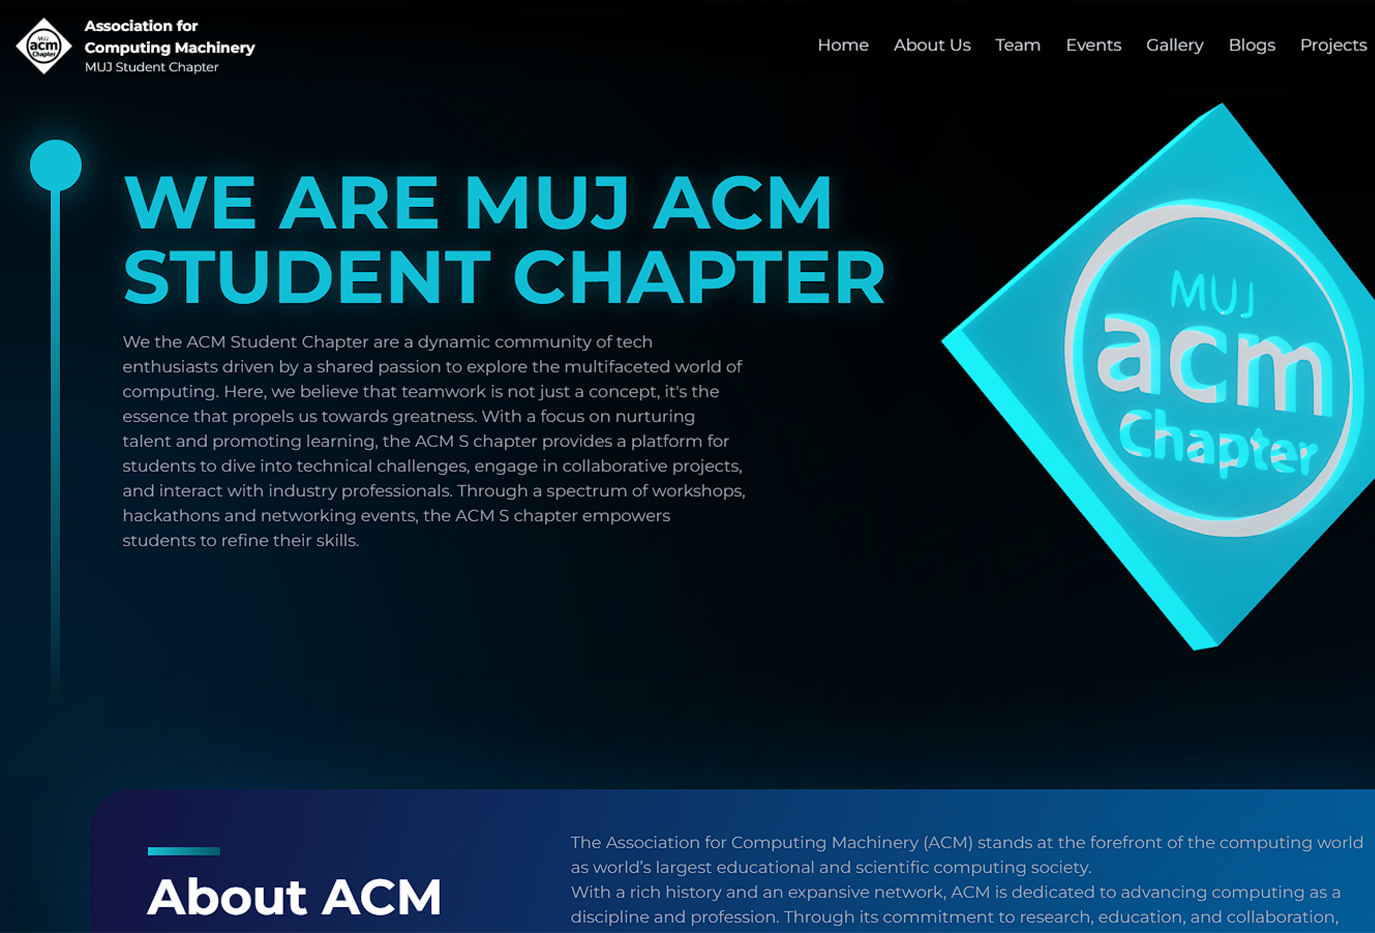 MUJ
acm
Chapter
Association for
Computing Machinery
MUJ Student Chapter
Home About Us Team Events Gallery Blogs Projects
WE ARE MUJ ACM
STUDENT CHAPTER
We the ACM Student Chapter are a dynamic community of tech
enthusiasts driven by a shared passion to explore the multifaceted world of
computing. Here, we believe that teamwork is not just a concept, it's the
essence that propels us towards greatness. With a focus on nurturing
talent and promoting learning, the ACM S chapter provides a platform for
students to dive into technical challenges, engage in collaborative projects,
and interact with industry professionals. Through a spectrum of workshops,
hackathons and networking events, the ACM S chapter empowers
students to refine their skills.
MUJ
acm
Chapter
About ACM
The Association for Computing Machinery (ACM) stands at the forefront of the computing world
as world’s largest educational and scientific computing society.
With a rich history and an expansive network, ACM is dedicated to advancing computing as a
discipline and profession. Through its commitment to research, education, and collaboration,